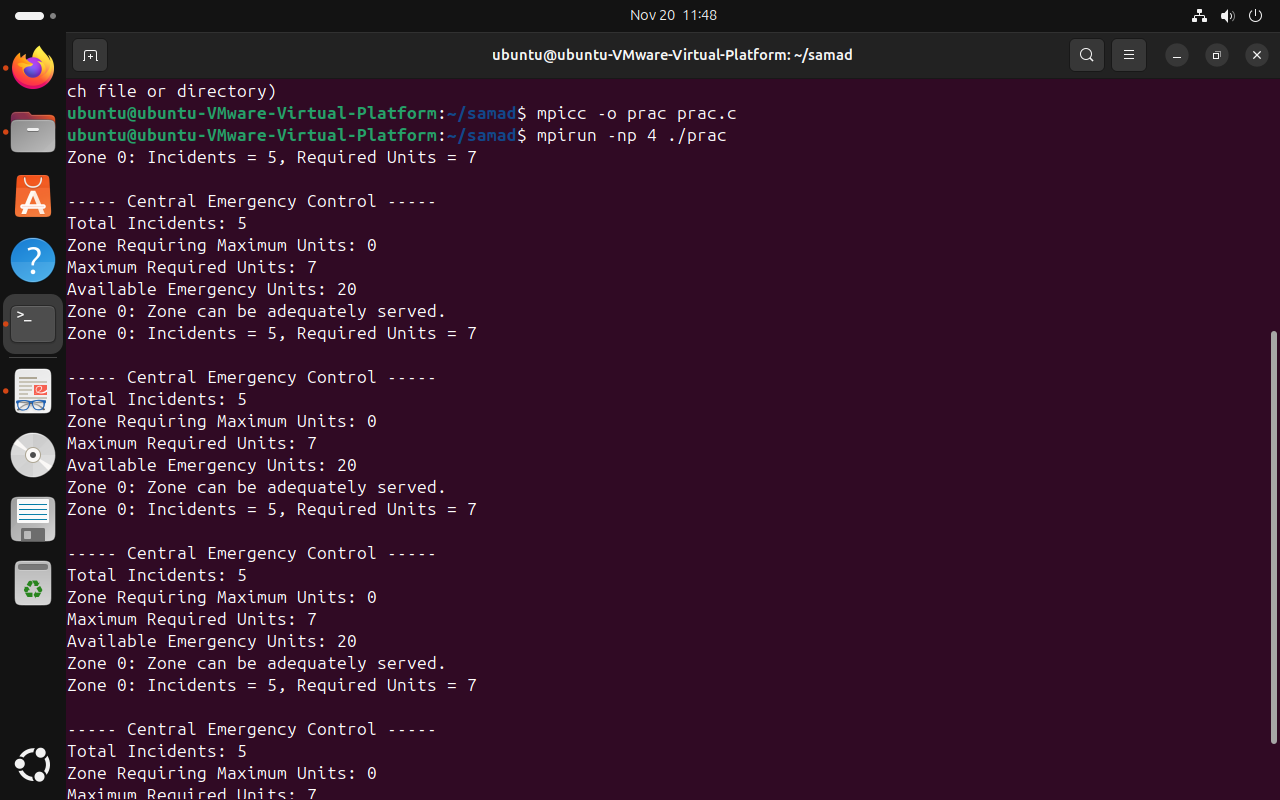 Nov 20 11:48
ubuntu@ubuntu-VMware-Virtual-Platform: ~/samad
ch file or directory)
ubuntu@ubuntu-VMware-Virtual-Platform:~/samad$ mpicc -o prac prac.c
ubuntu@ubuntu-VMware-Virtual-Platform:~/samad$ mpirun -np 4 ./prac
Zone 0: Incidents = 5, Required Units = 7
----- Central Emergency Control -----
Total Incidents: 5
Zone Requiring Maximum Units: 0
Maximum Required Units: 7
Available Emergency Units: 20
Zone 0: Zone can be adequately served.
Zone 0: Incidents = 5, Required Units = 7
----- Central Emergency Control -----
Total Incidents: 5
Zone Requiring Maximum Units: 0
Maximum Required Units: 7
Available Emergency Units: 20
Zone 0: Zone can be adequately served.
Zone 0: Incidents = 5, Required Units = 7
----- Central Emergency Control -----
Total Incidents: 5
Zone Requiring Maximum Units: 0
Maximum Required Units: 7
Available Emergency Units: 20
Zone 0: Zone can be adequately served.
Zone 0: Incidents = 5, Required Units = 7
----- Central Emergency Control -----
Total Incidents: 5
Zone Requiring Maximum Units: 0
Maximum Required Units: 7